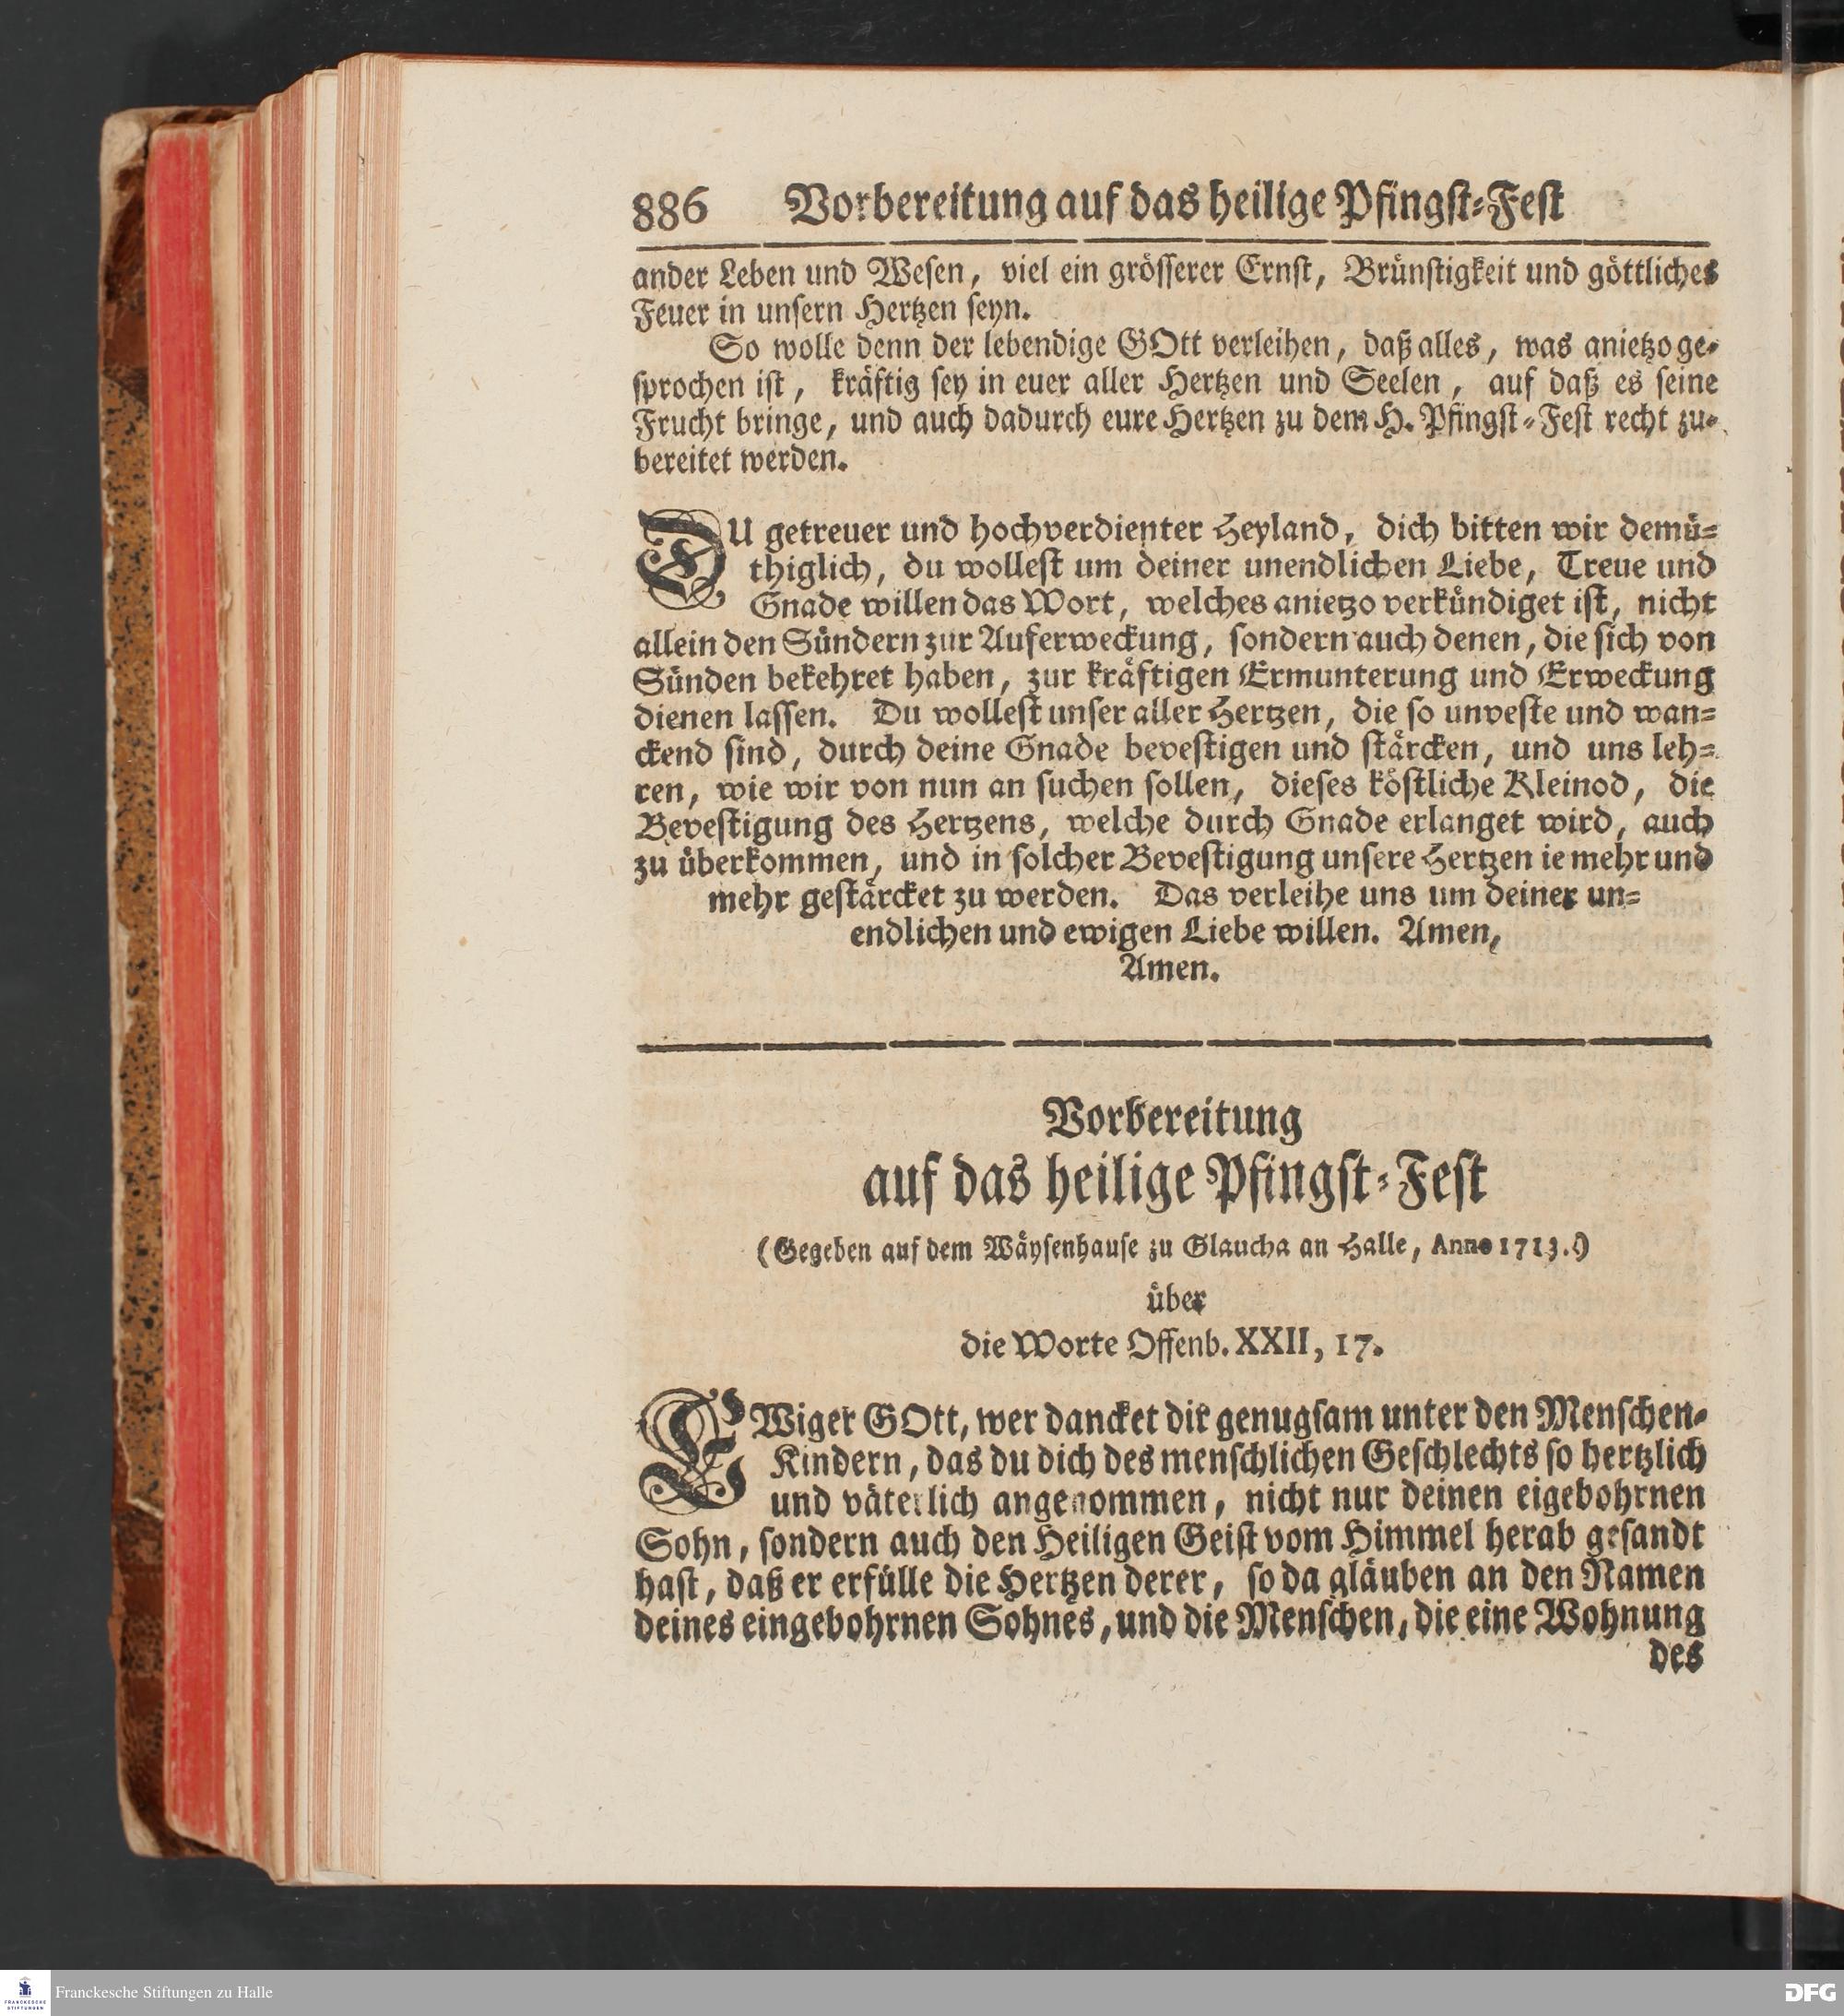 886 Vorbereitung auf das heilige Pfingst-Fest
ander Leben und Wesen, viel ein grösserer Ernst, Brünstigkeit und göttliches
Feuer in unsern Hertzen seyn.
So wolle denn der lebendige GOtt verleihen, daß alles, was anietzo ge-
sprochen ist, kräftig sey in euer aller Hertzen und Seelen, auf daß es seine
Frucht bringe, und auch dadurch eure Hertzen zu dem H. Pfingst-Fest recht zu-
bereitet werden.
DU getreuer und hochverdienter Heyland, dich bitten wir demü-
thiglich, du wollest um deiner unendlichen Liebe, Treue und
Gnade willen das Wort, welches anietzo verkündiget ist, nicht
allein den Sündern zur Auferweckung, sondern auch denen, die sich von
Sünden bekehret haben, zur kräftigen Ermunterung und Erweckung
dienen lassen. Du wollest unser aller Hertzen, die so unveste und wan-
ckend sind, durch deine Gnade bevestigen und stärcken, und uns leh-
ren, wie wir von nun an suchen sollen, dieses köstliche Kleinod, die
Bevestigung des Hertzens, welche durch Gnade erlanget wird, auch
zu überkommen, und in solcher Bevestigung unsere Hertzen ie mehr und
mehr gestärcket zu werden. Das verleihe uns um deiner un-
endlichen und ewigen Liebe willen. Amen,
Amen.
Vorbereitung
auf das heilige Pfingst-Fest
(Gegeben auf dem Wäysenhause zu Glaucha an Halle, Anno 1713.)
über
die Worte Offenb. XXII, 17.
EWiger GOtt, wer dancket dir genugsam unter den Menschen-
Kindern, das du dich des menschlichen Geschlechts so hertzlich
und väterlich angenommen, nicht nur deinen eigebohrnen
Sohn, sondern auch den Heiligen Geist vom Himmel herab gesandt
hast, daß er erfülle die Hertzen derer, so da gläuben an den Namen
deines eingebohrnen Sohnes, und die Menschen, die eine Wohnung
des
FRANCKESCHE
STIFTUNGEN
Franckesche Stiftungen zu Halle
DFG